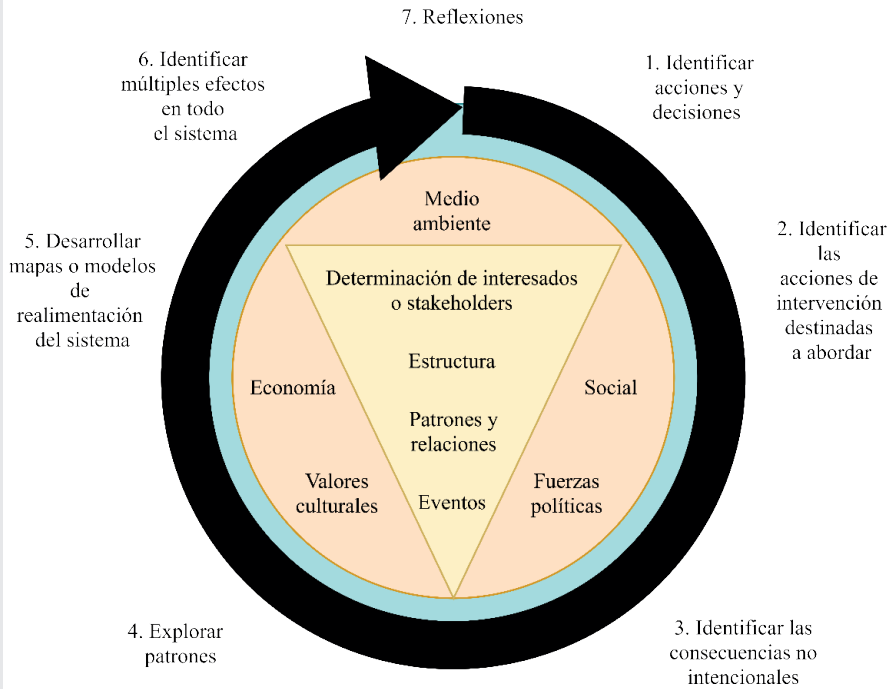 7. Reflexiones
1. Identificar
acciones y
decisiones
2. Identificar
las
acciones de
intervención
destinadas
a abordar
3. Identificar las
consecuencias no
intencionales
4. Explorar
patrones
5. Desarrollar
mapas o modelos
de
realimentación
del sistema
6. Identificar
múltiples efectos
en todo
el sistema
Medio
ambiente
Determinación de interesados
o stakeholders
Estructura
Patrones y
relaciones
Eventos
Economía
Valores
culturales
Social
Fuerzas
políticas